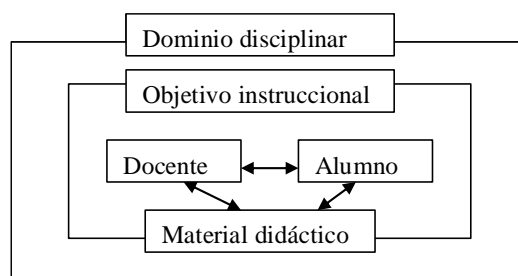 Dominio disciplinar
Objetivo instruccional
Docente
Alumno
Material didáctico